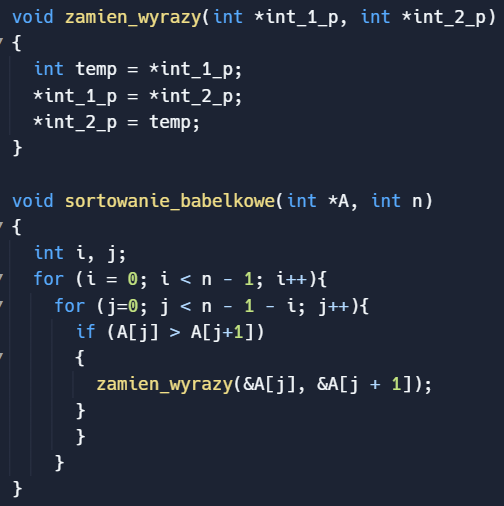 void zamien_wyrazy(int *int_1_p, int *int_2_p)
{
int temp = *int_1_p;
*int_1_p = *int_2_p;
*int_2_p = temp;
}
void sortowanie_babelkowe(int *A, int n)
{
int i, j;
for (i = 0; i < n - 1; i++){
for (j=0; j < n - 1 - i; j++){
if (A[j] > A[j+1])
{
zamien_wyrazy(&A[j], &A[j + 1]);
}
}
}
}